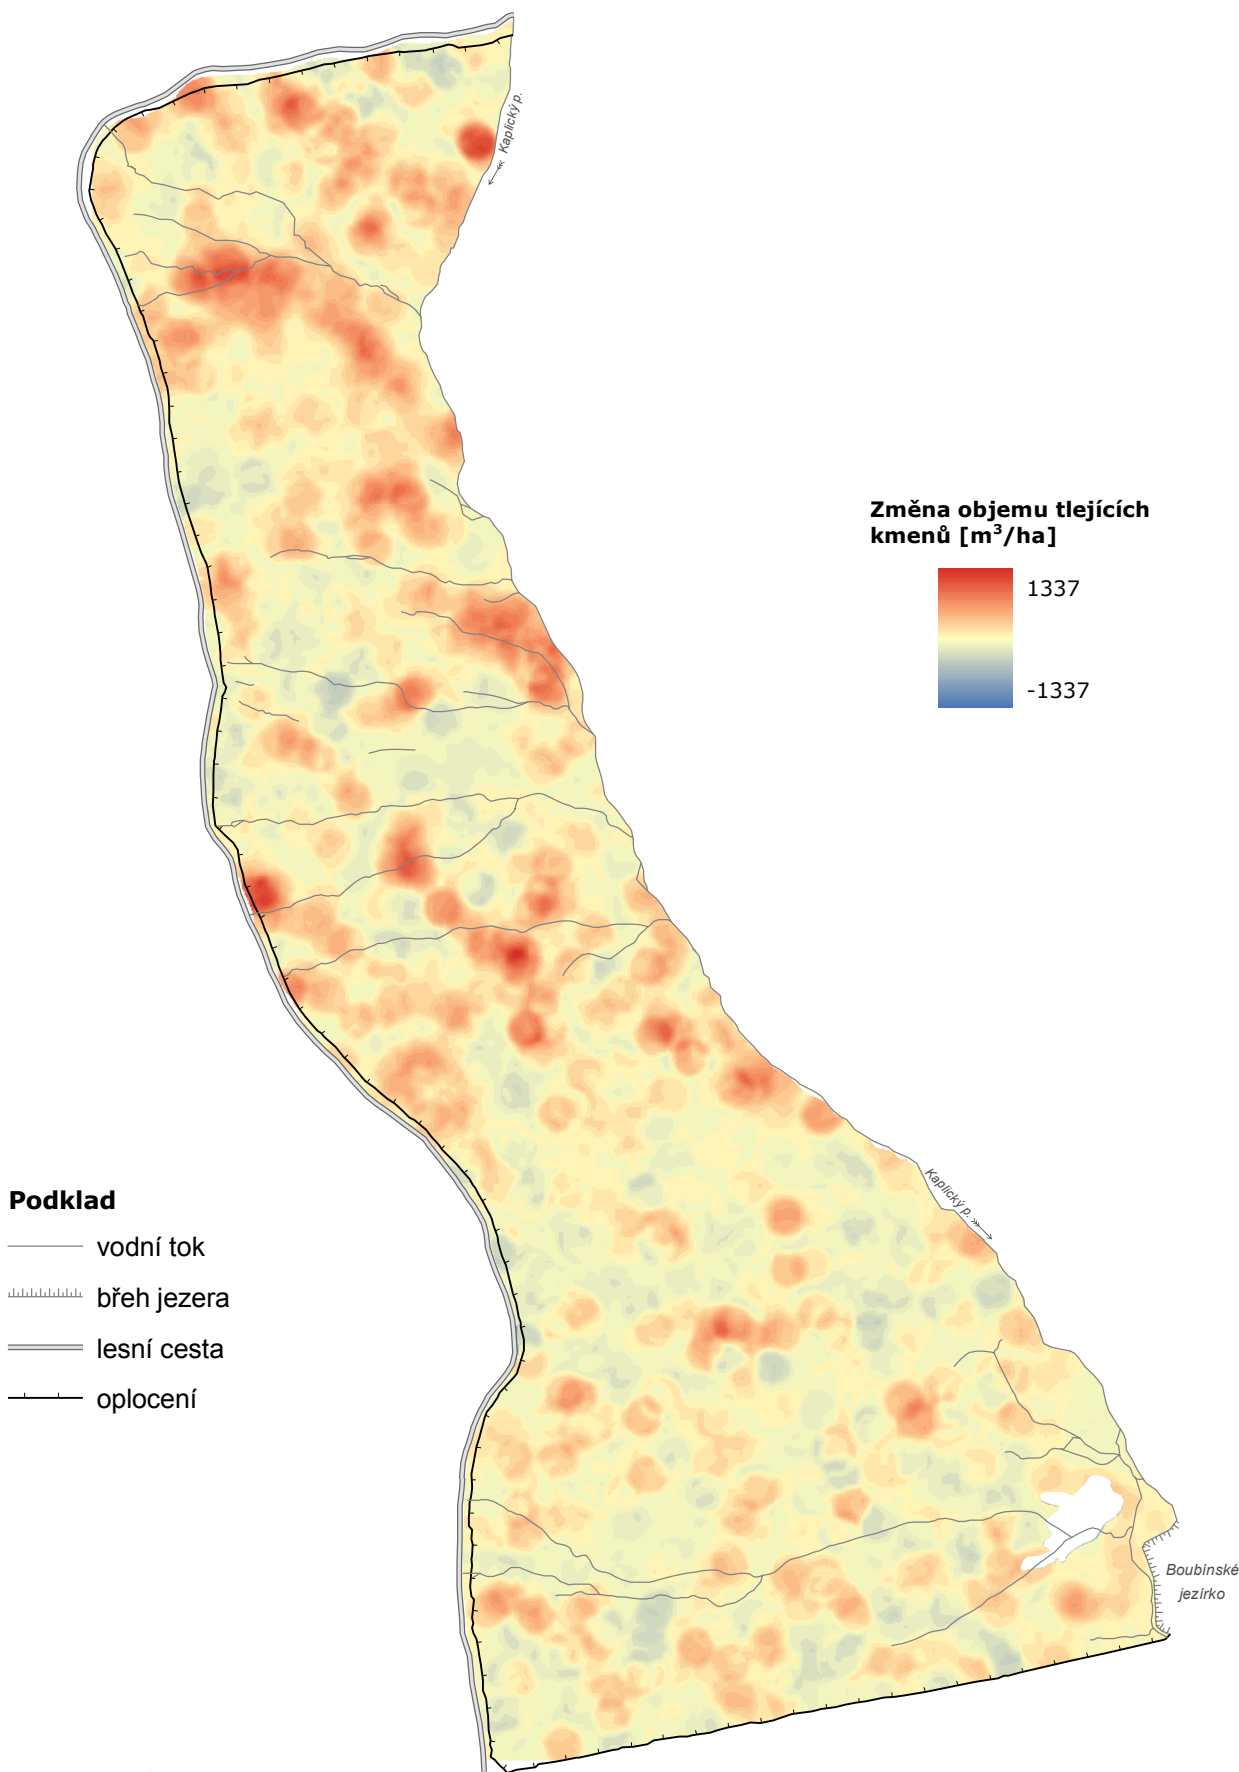 Kaplický p.
Změna objemu tlejících
kmenů [m³/ha]
1337
-1337
Podklad
vodní tok
břeh jezera
lesní cesta
oplocení
Kaplický p.
Boubínské
jezírko